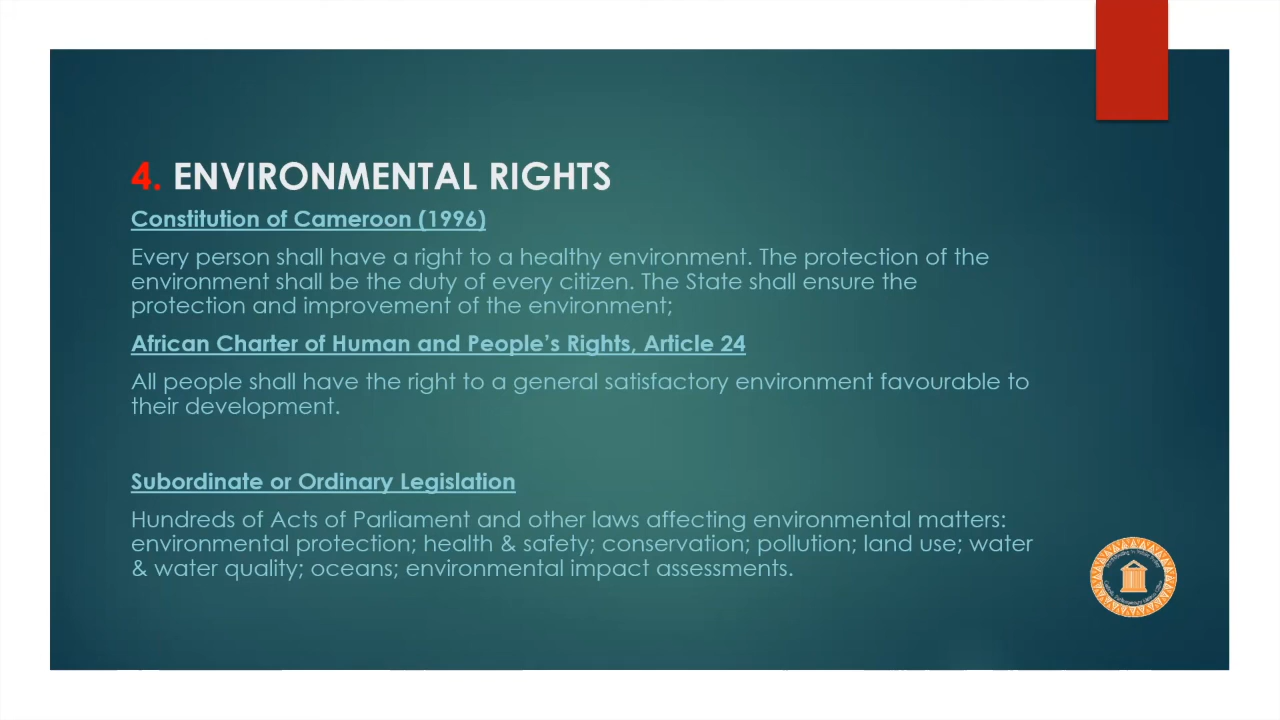 4. ENVIRONMENTAL RIGHTS
Constitution of Cameroon (1996)
Every person shall have a right to a healthy environment. The protection of the
environment shall be the duty of every citizen. The State shall ensure the
protection and improvement of the environment;
African Charter of Human and People’s Rights, Article 24
All people shall have the right to a general satisfactory environment favourable to
their development.
Subordinate or Ordinary Legislation
Hundreds of Acts of Parliament and other laws affecting environmental matters:
environmental protection; health & safety; conservation; pollution; land use; water
& water quality; oceans; environmental impact assessments.